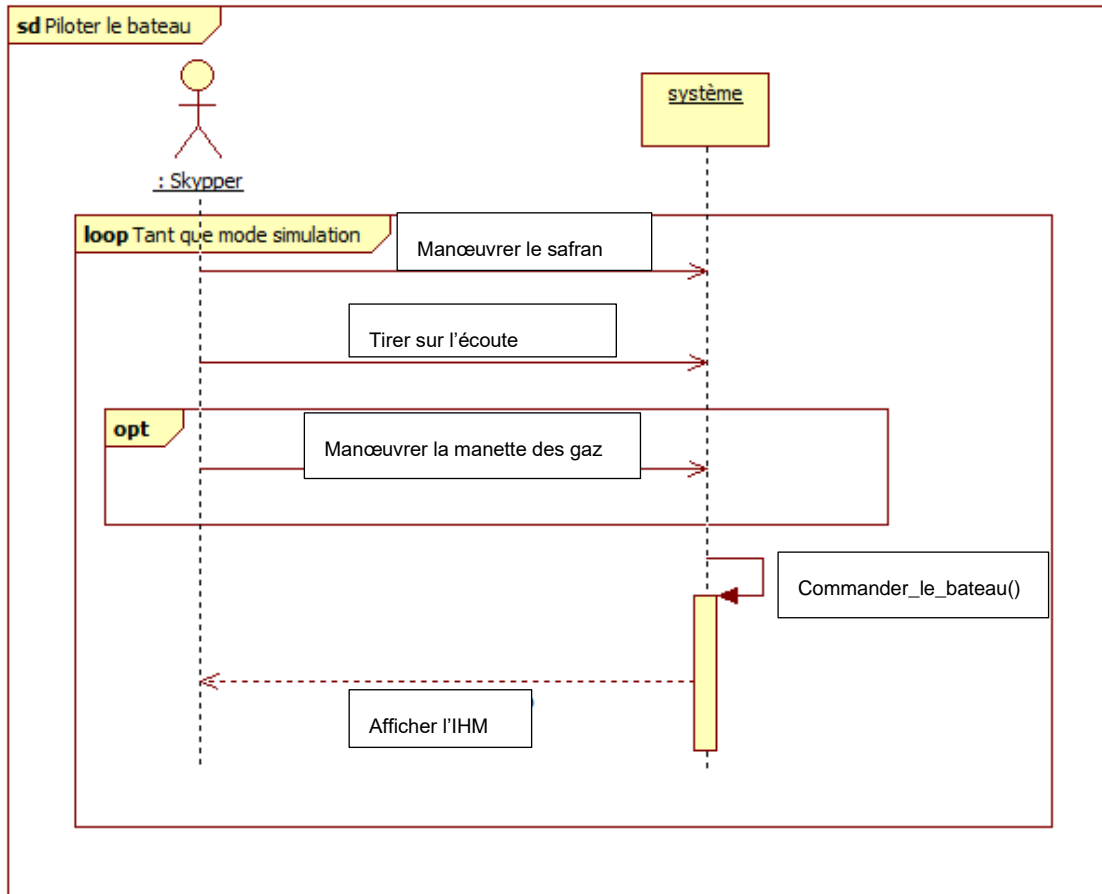 sd Piloter le bateau
système
: Skypper
loop Tant que mode simulation
Manœuvrer le safran
Tirer sur l'écoute
opt
Manœuvrer la manette des gaz
Commander_le_bateau()
Afficher l'IHM